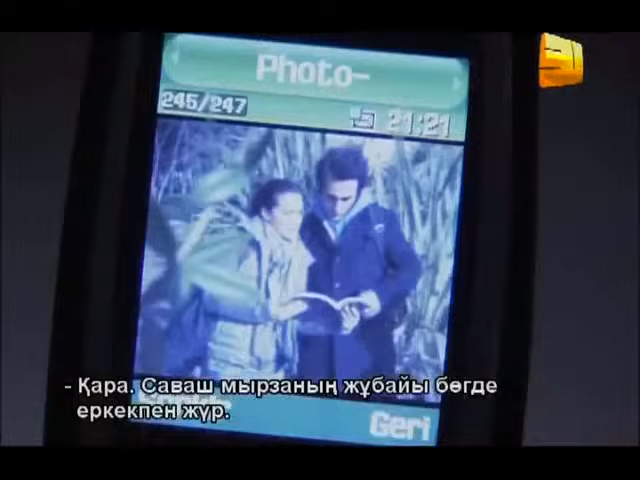 Photo-
245/247
21:21
- Қара. Саваш мырзаның жұбайы бөгде
еркекпен жүр.
Geri